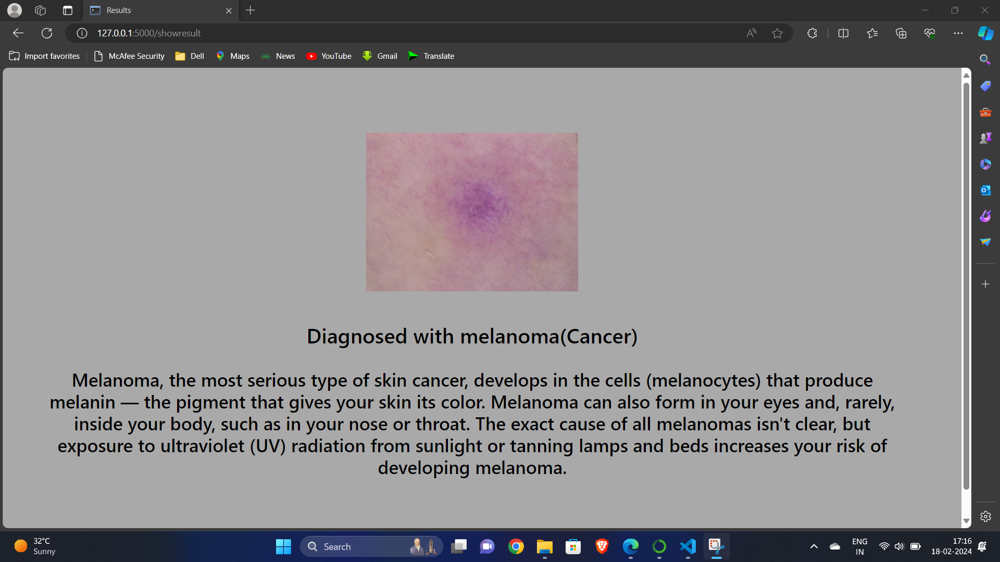 Results
127.0.0.1:5000/showresult
Import favorites
McAfee Security
Dell
Maps
News
YouTube
Gmail
Translate
Diagnosed with melanoma(Cancer)
Melanoma, the most serious type of skin cancer, develops in the cells (melanocytes) that produce
melanin — the pigment that gives your skin its color. Melanoma can also form in your eyes and, rarely,
inside your body, such as in your nose or throat. The exact cause of all melanomas isn't clear, but
exposure to ultraviolet (UV) radiation from sunlight or tanning lamps and beds increases your risk of
developing melanoma.
32°C
Sunny
Search
ENG
IN
17:16
18-02-2024